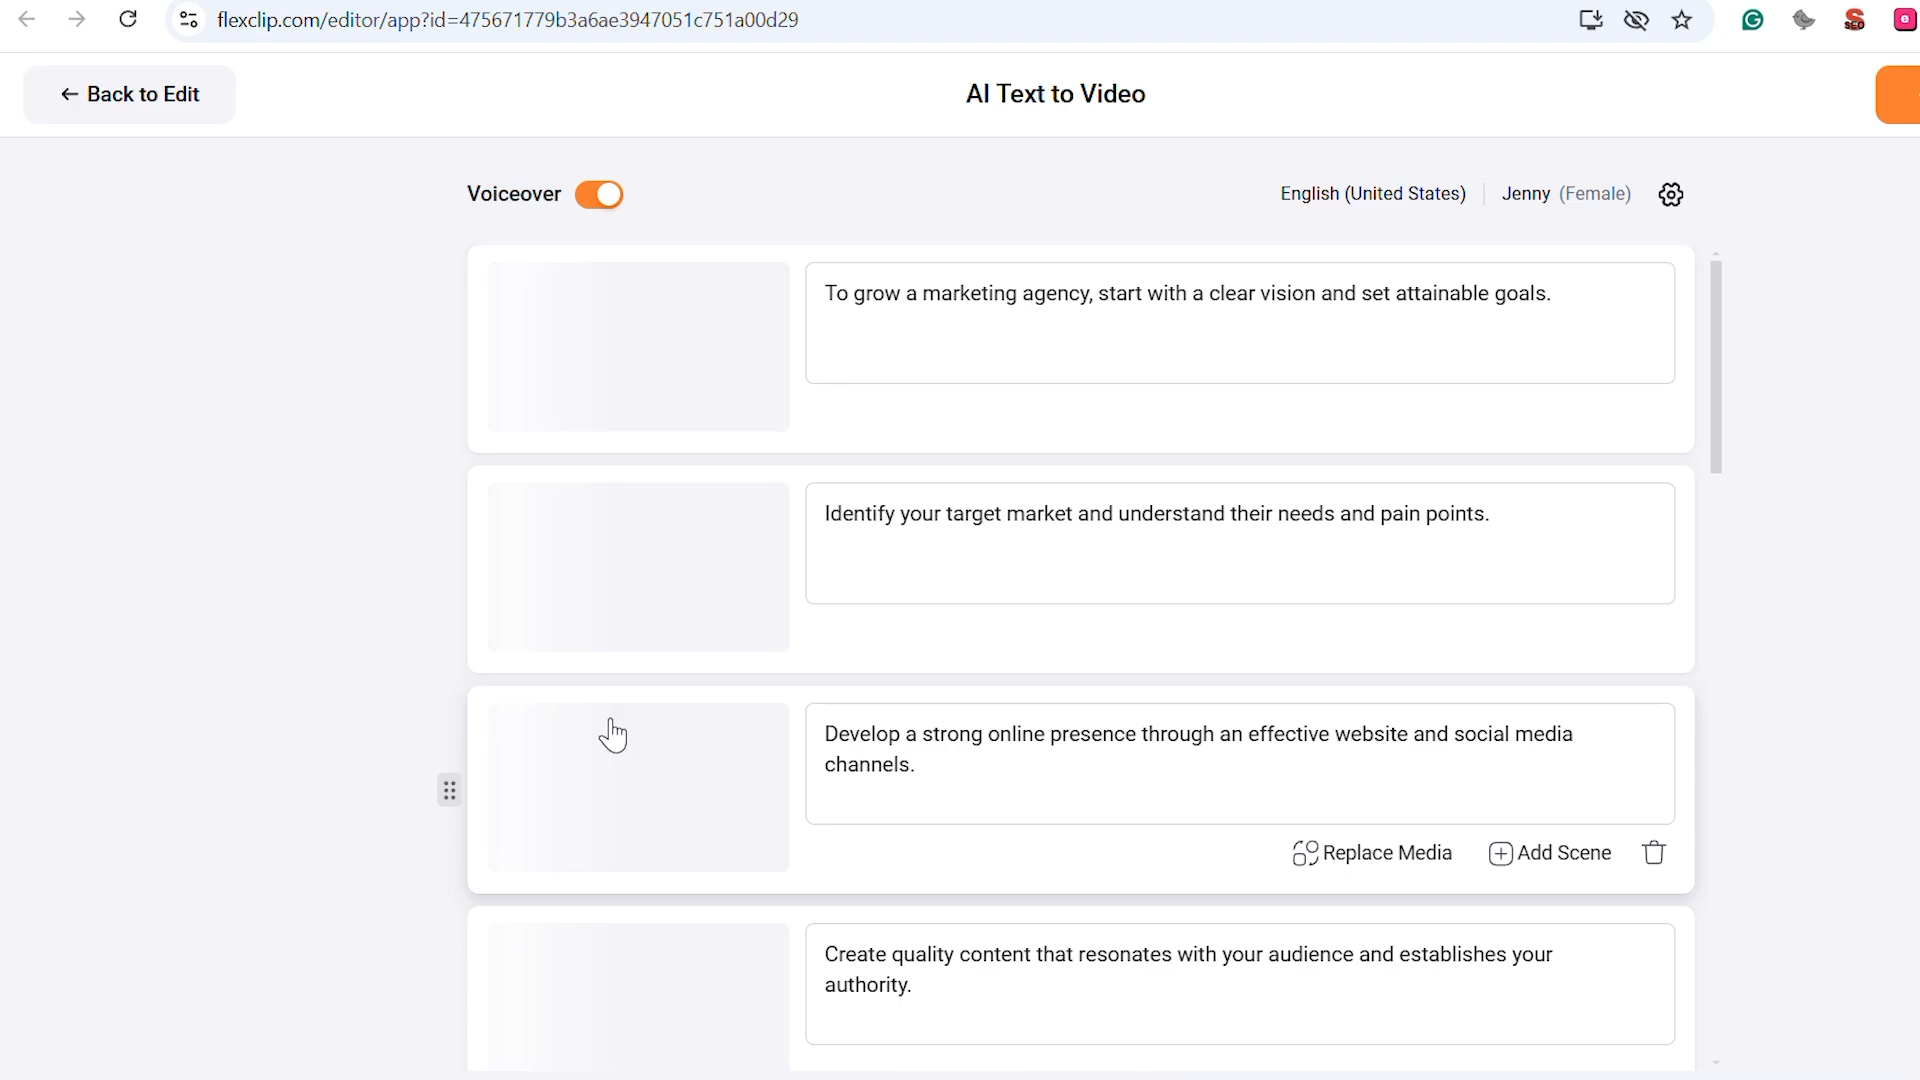 flexclip.com/editor/app?id=475671779b3a6ae3947051c751a00d29
SEO
Back to Edit
AI Text to Video
Voiceover
English (United States)
Jenny (Female)
To grow a marketing agency, start with a clear vision and set attainable goals.
Identify your target market and understand their needs and pain points.
Develop a strong online presence through an effective website and social media
channels.
Replace Media
Add Scene
Create quality content that resonates with your audience and establishes your
authority.